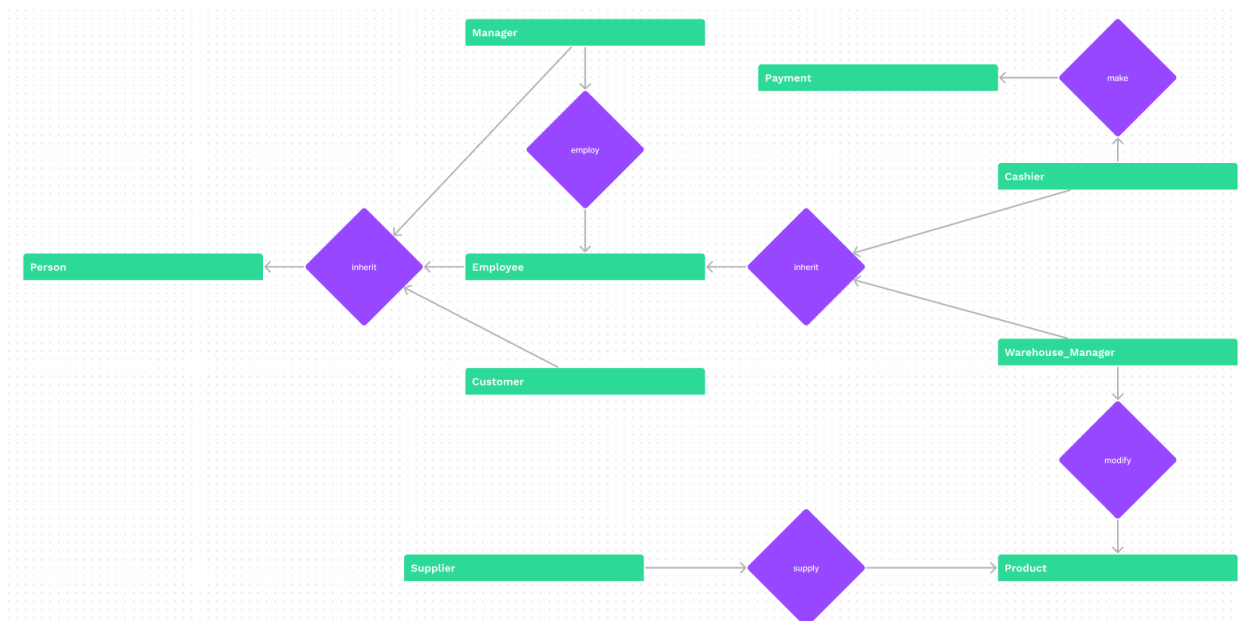 Manager
Payment
make
employ
Cashier
Person
inherit
Employee
inherit
Warehouse_Manager
Customer
modify
Supplier
supply
Product